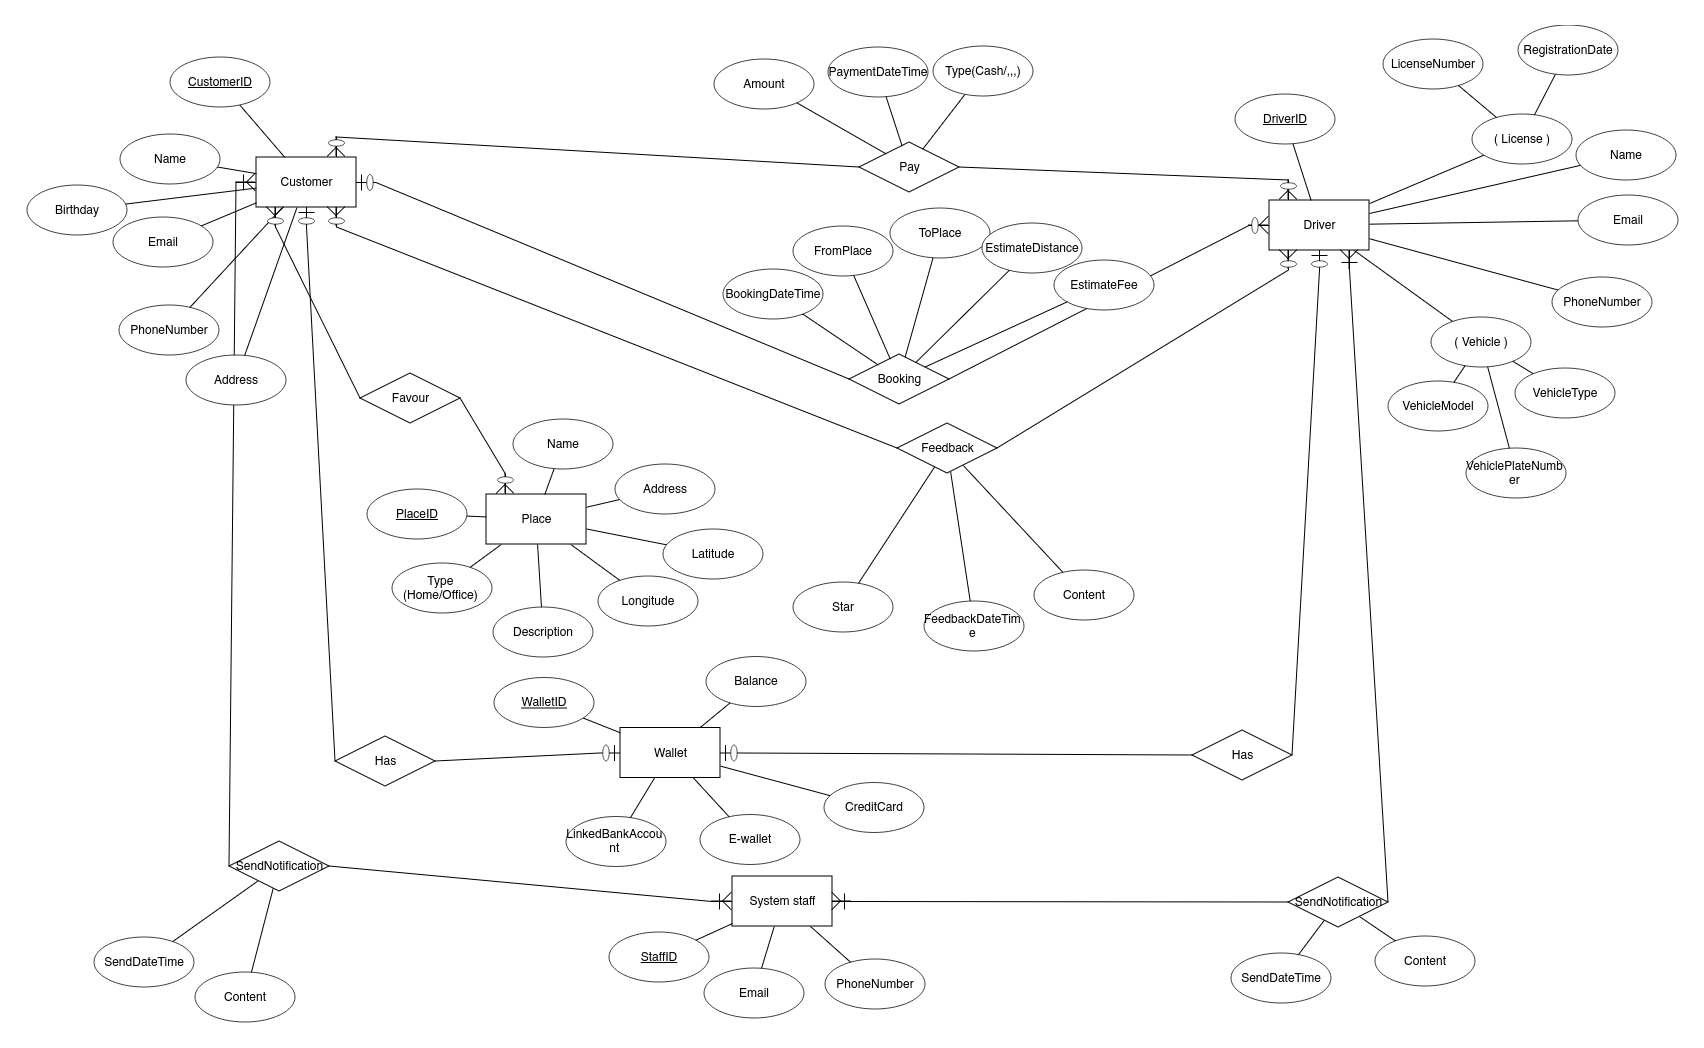 RegistrationDate
LicenseNumber
PaymentDateTime
Type(Cash/,,,)
CustomerID
Amount
DriverID
( License )
Name
Name
Pay
Customer
Birthday
Email
Driver
Email
ToPlace
EstimateDistance
FromPlace
EstimateFee
BookingDateTime
PhoneNumber
PhoneNumber
( Vehicle )
Address
Booking
VehicleType
Favour
VehicleModel
Name
Feedback
VehiclePlateNumb
er
Address
PlaceID
Place
Latitude
Type
(Home/Office)
Longitude
Content
Star
FeedbackDateTim
e
Description
Balance
WalletID
Wallet
Has
Has
CreditCard
LinkedBankAccou
nt
E-wallet
SendNotification
System staff
SendNotification
StaffID
SendDateTime
Content
Email
PhoneNumber
SendDateTime
Content